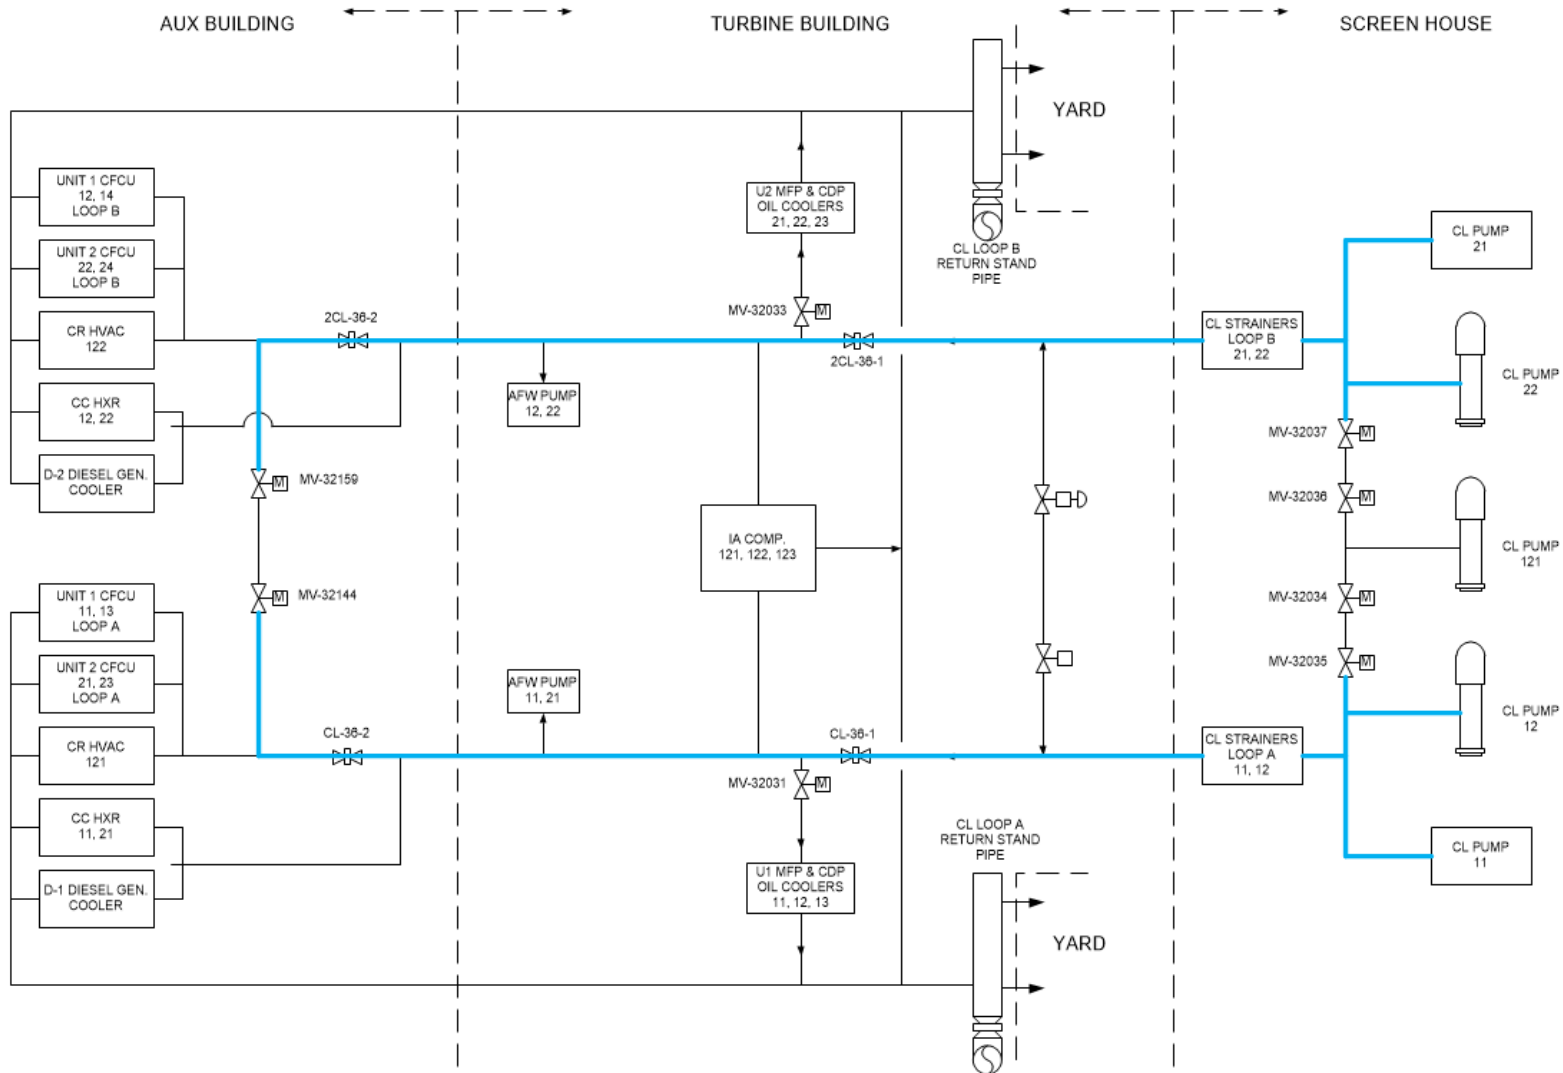 AUX BUILDING
TURBINE BUILDING
SCREEN HOUSE
YARD
UNIT 1 CFCU
12, 14
LOOP B
UNIT 2 CFCU
22, 24
LOOP B
CR HVAC
122
CC HXR
12, 22
D-2 DIESEL GEN.
COOLER
2CL-36-2
MV-32159
MV-32144
AFW PUMP
12, 22
U2 MFP & CDP
OIL COOLERS
21, 22, 23
MV-32033
2CL-36-1
CL LOOP B
RETURN STAND
PIPE
CL STRAINERS
LOOP B
21, 22
CL PUMP
21
CL PUMP
22
MV-32037
MV-32036
CL PUMP
121
MV-32034
MV-32035
CL PUMP
12
CL PUMP
11
IA COMP.
121, 122, 123
UNIT 1 CFCU
11, 13
LOOP A
UNIT 2 CFCU
21, 23
LOOP A
CR HVAC
121
CC HXR
11, 21
D-1 DIESEL GEN.
COOLER
CL-36-2
AFW PUMP
11, 21
CL-36-1
MV-32031
U1 MFP & CDP
OIL COOLERS
11, 12, 13
CL STRAINERS
LOOP A
11, 12
CL LOOP A
RETURN STAND
PIPE
YARD
M
M
M
M
M
M
M
M